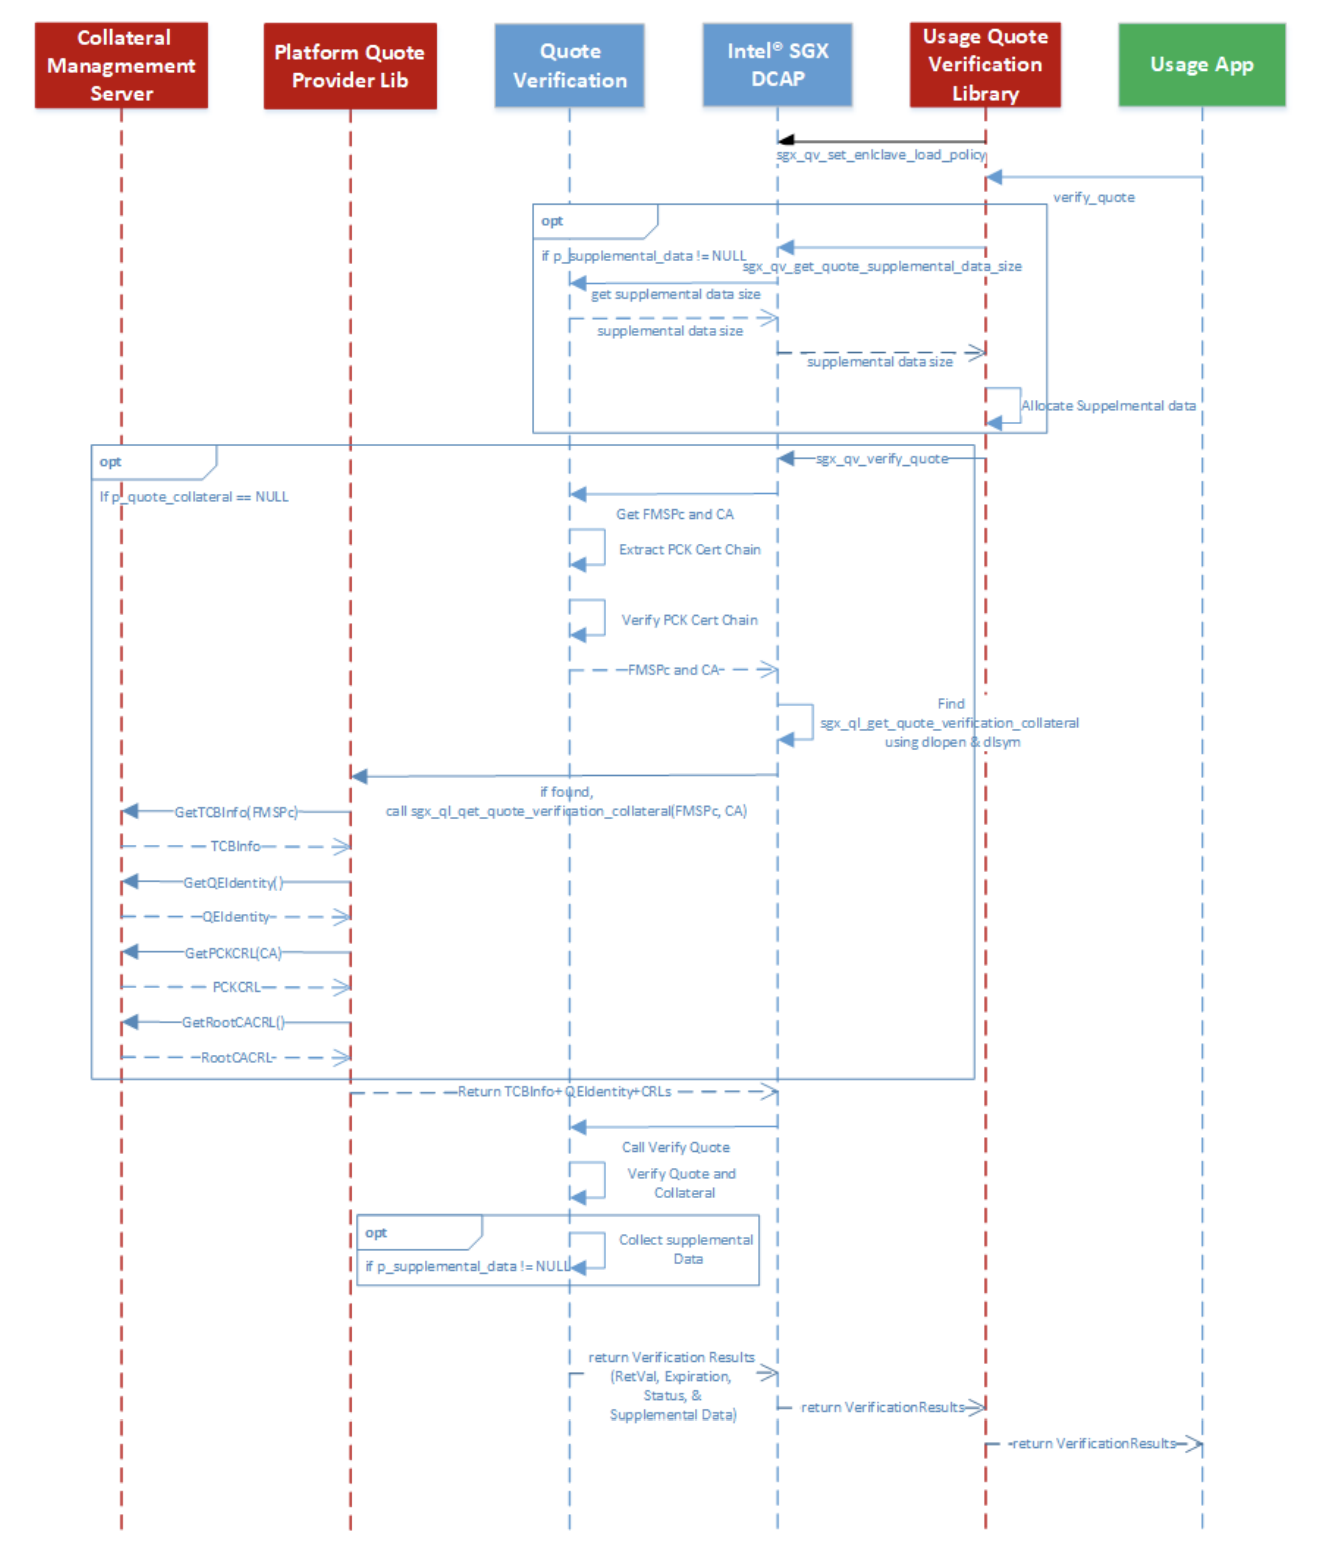 Collateral
Managmement
Server
Platform Quote
Provider Lib
Quote
Verification
Intel® SGX
DCAP
Usage Quote
Verification
Library
Usage App
sgx_qv_set_enlclave_load_policy
verify_quote
opt
if p_supplemental_data != NULL
sgx_qv_get_quote_supplemental_data_size
get supplemental data size
supplemental data size
supplemental data size
Allocate Suppelmental data
opt
sgx_qv_verify_quote
If p_quote_collateral == NULL
Get FMSPc and CA
Extract PCK Cert Chain
Verify PCK Cert Chain
FMSPc and CA
Find
sgx_ql_get_quote_verification_collateral
using dlopen & dlsym
if found,
call sgx_ql_qet_quote_verification_collateral(FMSPc, CA)
GetTCBInfo(FMSPc)
TCBInfo
GetQEIdentity()
QEIdentity
GetPCKCRL(CA)
PCKCRL
GetRootCACRL()
RootCACRL
Return TCBInfo+QEIdentity+CRLs
Call Verify Quote
Verify Quote and
Collateral
opt
if p_supplemental_data != NULL
Collect supplemental
Data
return Verification Results
(RetVal, Expiration,
Status, &
Supplemental Data)
return VerificationResults
return VerificationResults